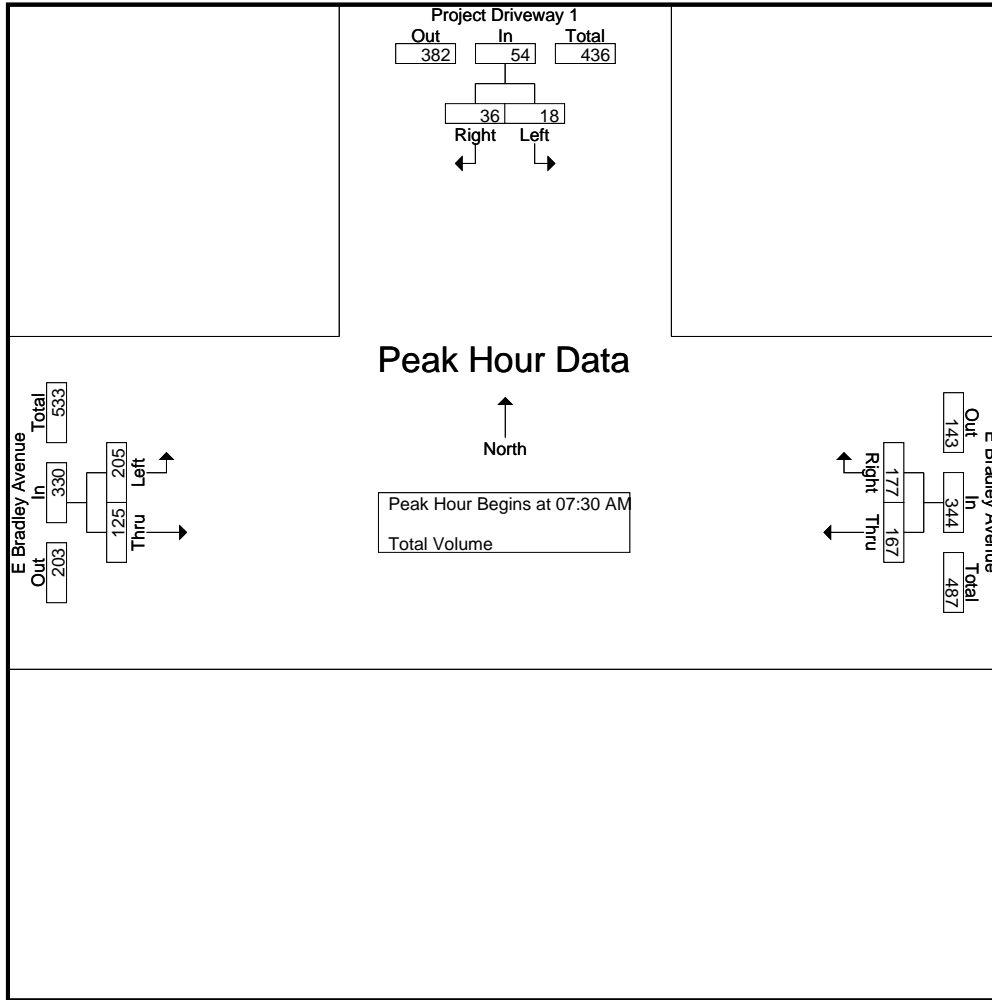 Project Driveway 1
Out In Total
382 54 436
36 18
Right Left
Peak Hour Data
North
Peak Hour Begins at 07:30 AM
Total Volume
E Bradley Avenue
Out In Total
203 330 533
125 205
Thru Left
E Bradley Avenue
Out In Total
143 344 487
177 167
Right Thru